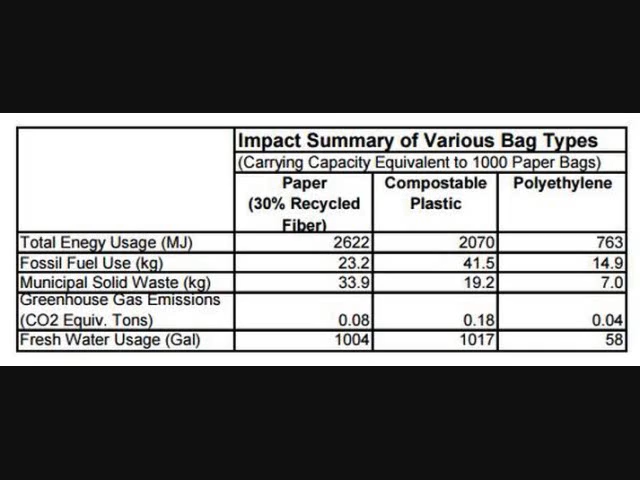 Impact Summary of Various Bag Types
(Carrying Capacity Equivalent to 1000 Paper Bags)
Paper (30% Recycled Fiber) Compostable Plastic Polyethylene
Total Enegy Usage (MJ) 2622 2070 763
Fossil Fuel Use (kg) 23.2 41.5 14.9
Municipal Solid Waste (kg) 33.9 19.2 7.0
Greenhouse Gas Emissions
(CO2 Equiv. Tons) 0.08 0.18 0.04
Fresh Water Usage (Gal) 1004 1017 58